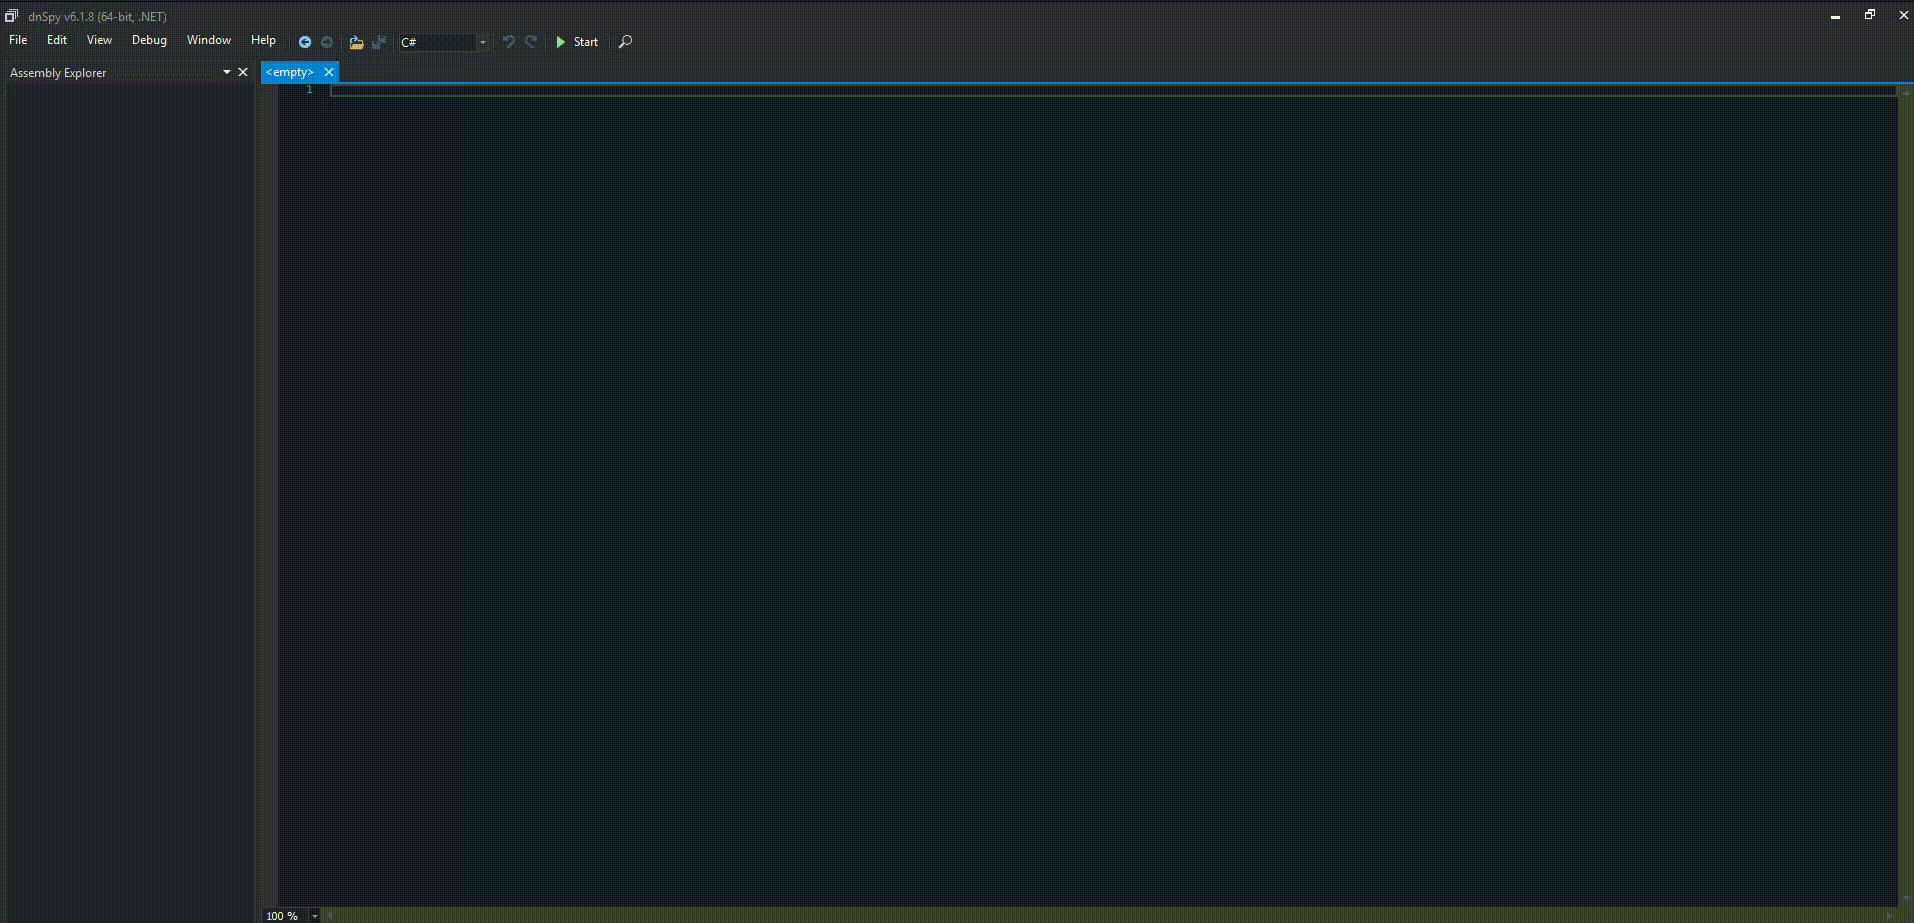 dnSpy v6.1.8 (64-bit, .NET)
File Edit View Debug Window Help C# Start
Assembly Explorer
<empty>
1
100 %